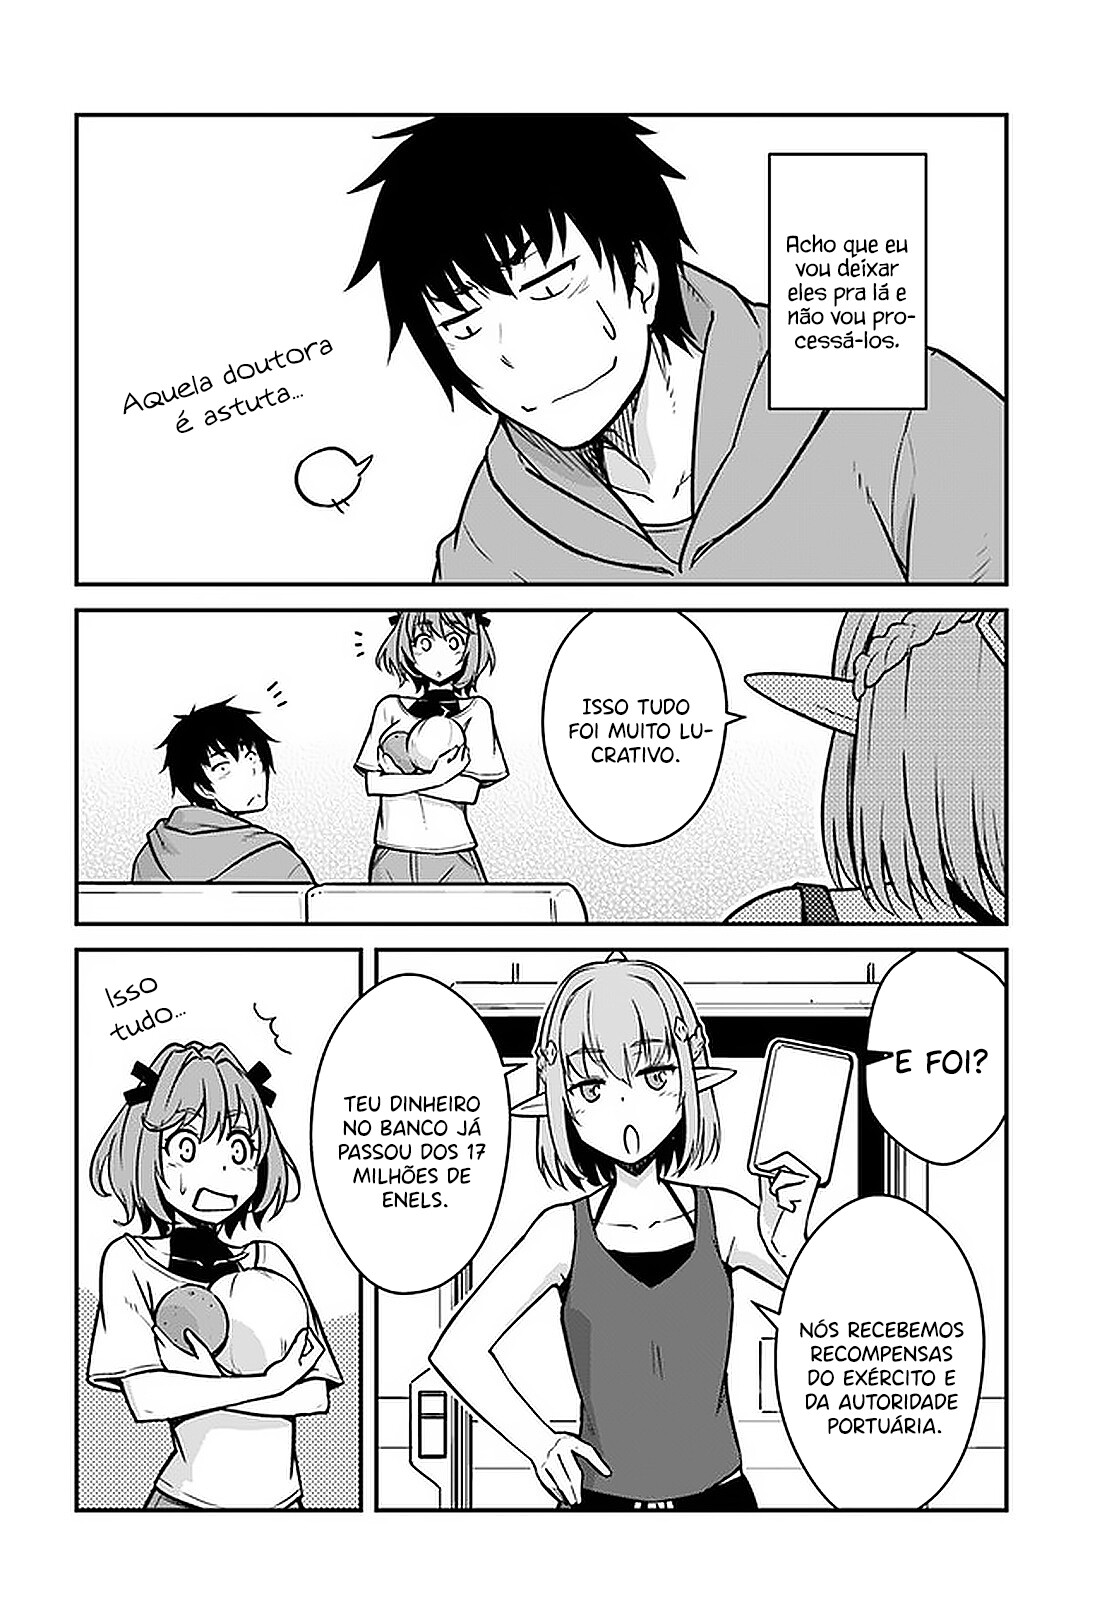 Acho que eu
vou deixar
eles pra lá e
não vou pro-
cessá-los.
Aquela doutora
é astuta...
ISSO TUDO
FOI MUITO LU-
CRATIVO.
E FOI?
NÓS RECEBEMOS
RECOMPENSAS
DO EXÉRCITO E
DA AUTORIDADE
PORTUÁRIA.
TEU DINHEIRO
NO BANCO JÁ
PASSOU DOS 17
MILHÕES DE
ENELS.
Isso
tudo...